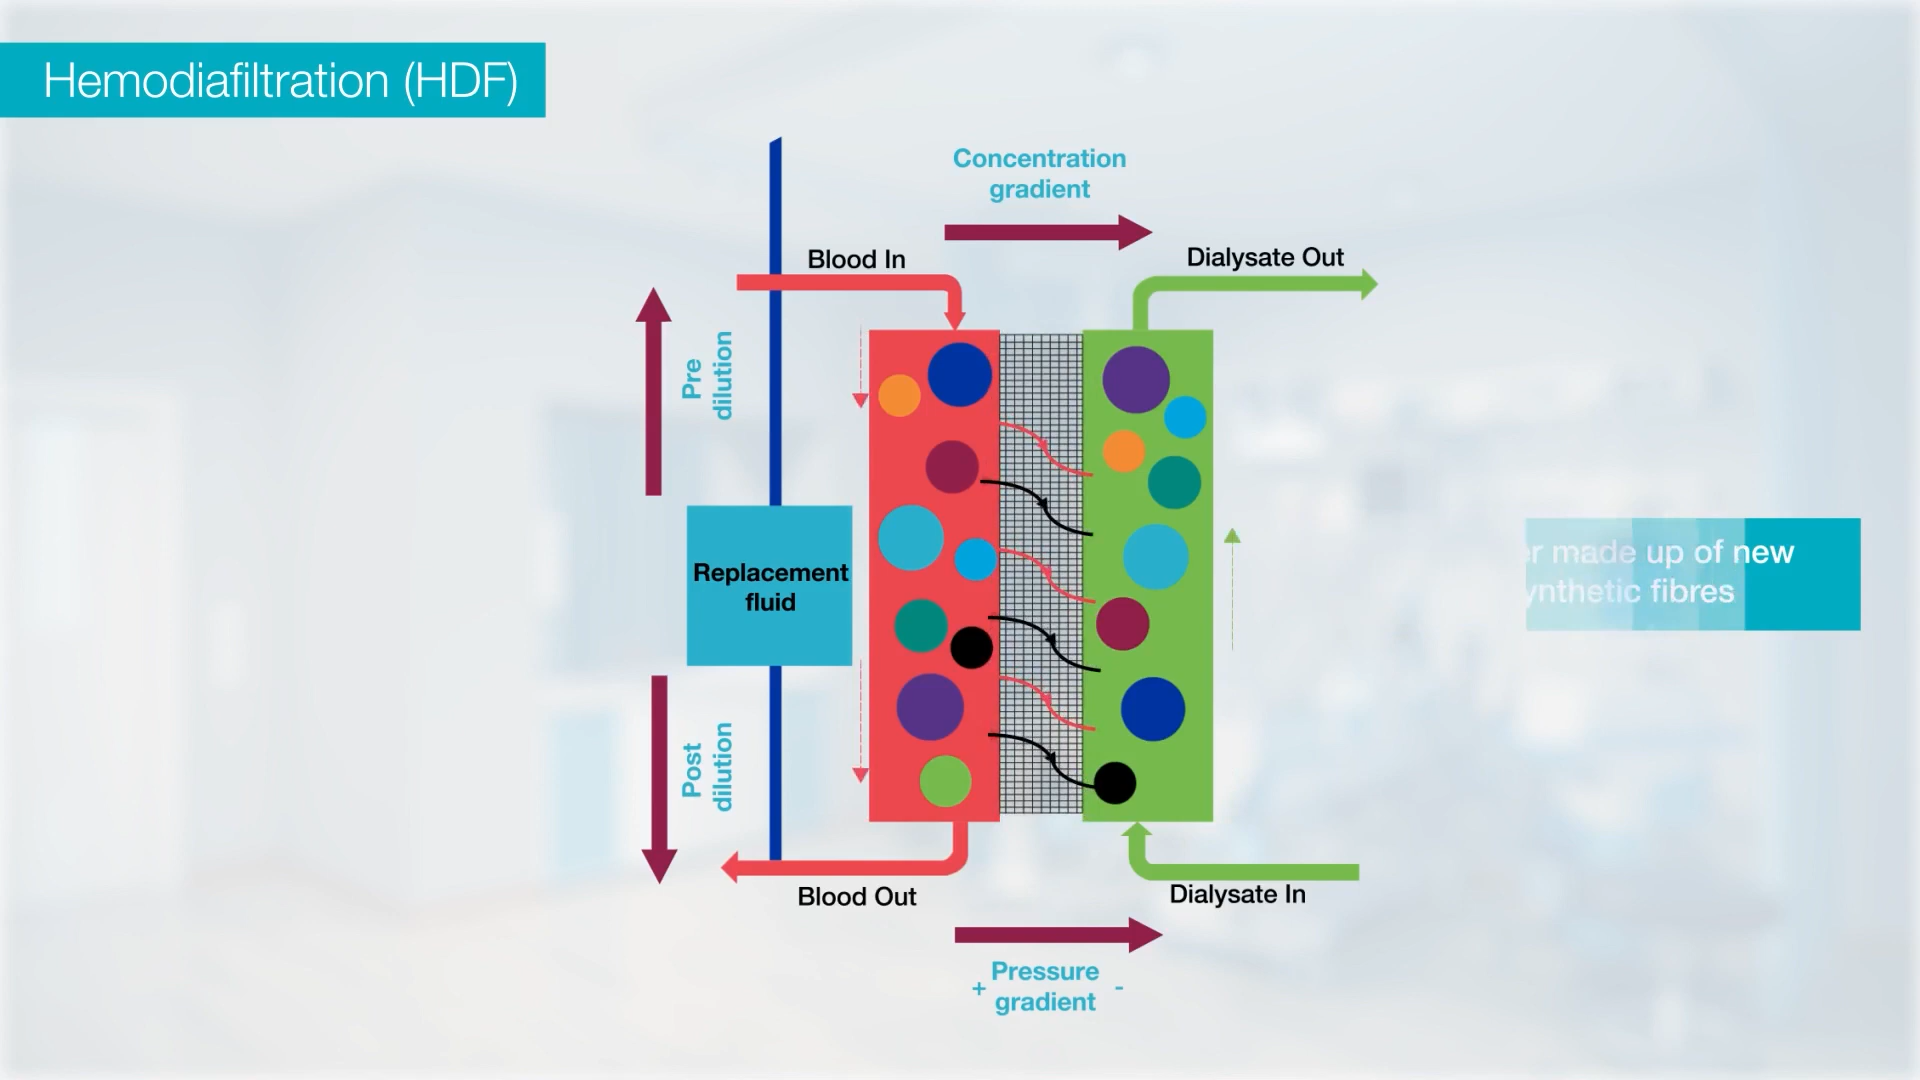 Hemodiafiltration (HDF)
Concentration
gradient
Blood In
Dialysate Out
Pre
dilution
Replacement
fluid
made up of new
fibres
Post
dilution
Blood Out
Dialysate In
+ Pressure -
gradient